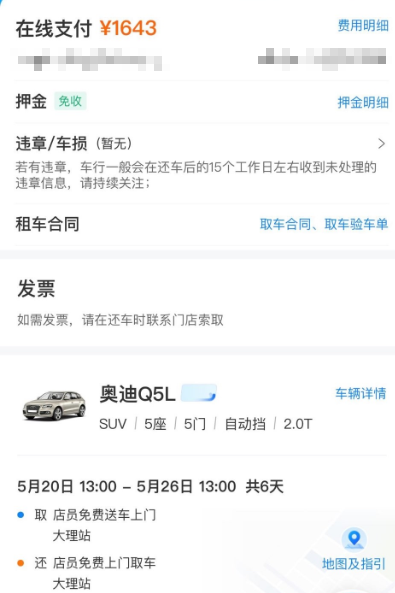 在线支付 ¥1643 费用明细
押金 免收 押金明细
违章/车损（暂无）
若有违章，车行一般会在还车后的15个工作日左右收到未处理的
违章信息，请持续关注；
租车合同 取车合同、取车验车单
发票
如需发票，请在还车时联系门店索取
奥迪Q5L 车辆详情
SUV | 5座 | 5门 | 自动挡 | 2.0T
5月20日 13:00 – 5月26日 13:00 共6天
取 店员免费送车上门
大理站
还 店员免费上门取车
大理站
地图及指引